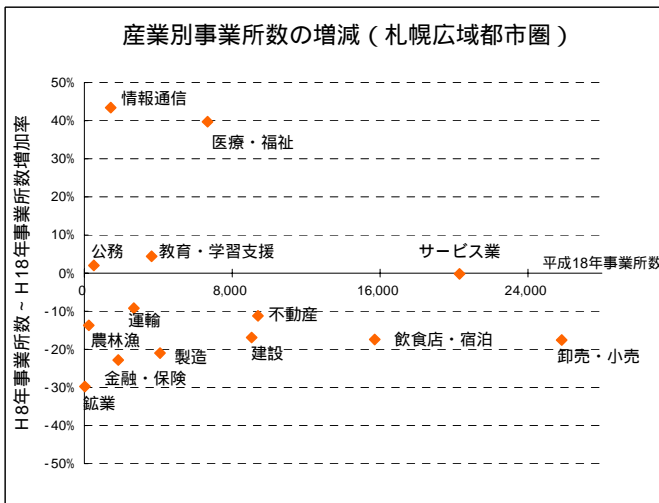 産業別事業所数の増減（札幌広域都市圏）
H8年事業所数～H18年事業所数増加率
50%
40%
30%
20%
10%
0%
-10%
-20%
-30%
-40%
-50%
情報通信
医療・福祉
公務
教育・学習支援
サービス業
平成18年事業所数
0
8,000
16,000
24,000
運輸
不動産
農林漁
製造
建設
飲食店・宿泊
卸売・小売
金融・保険
鉱業